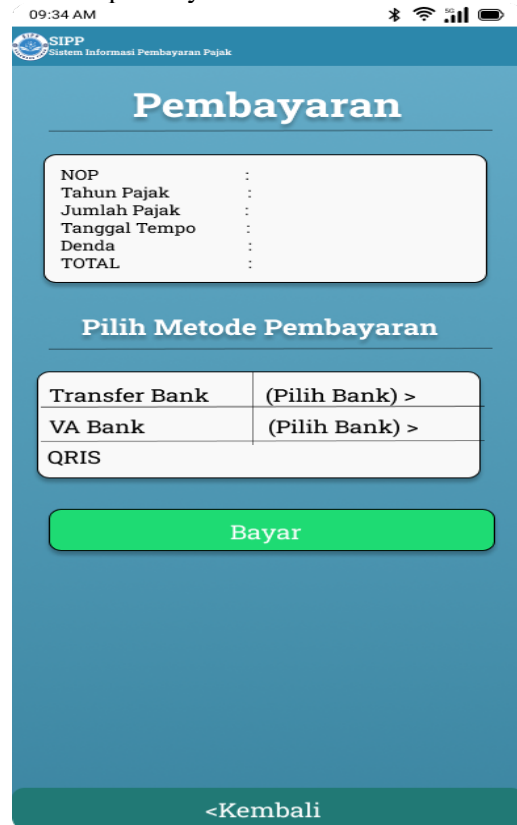 09:34 AM
5G
SIPP
Sistem Informasi Pembayaran Pajak
Pembayaran
NOP :
Tahun Pajak :
Jumlah Pajak :
Tanggal Tempo :
Denda :
TOTAL :
Pilih Metode Pembayaran
Transfer Bank (Pilih Bank) >
VA Bank (Pilih Bank) >
QRIS
Bayar
<Kembali